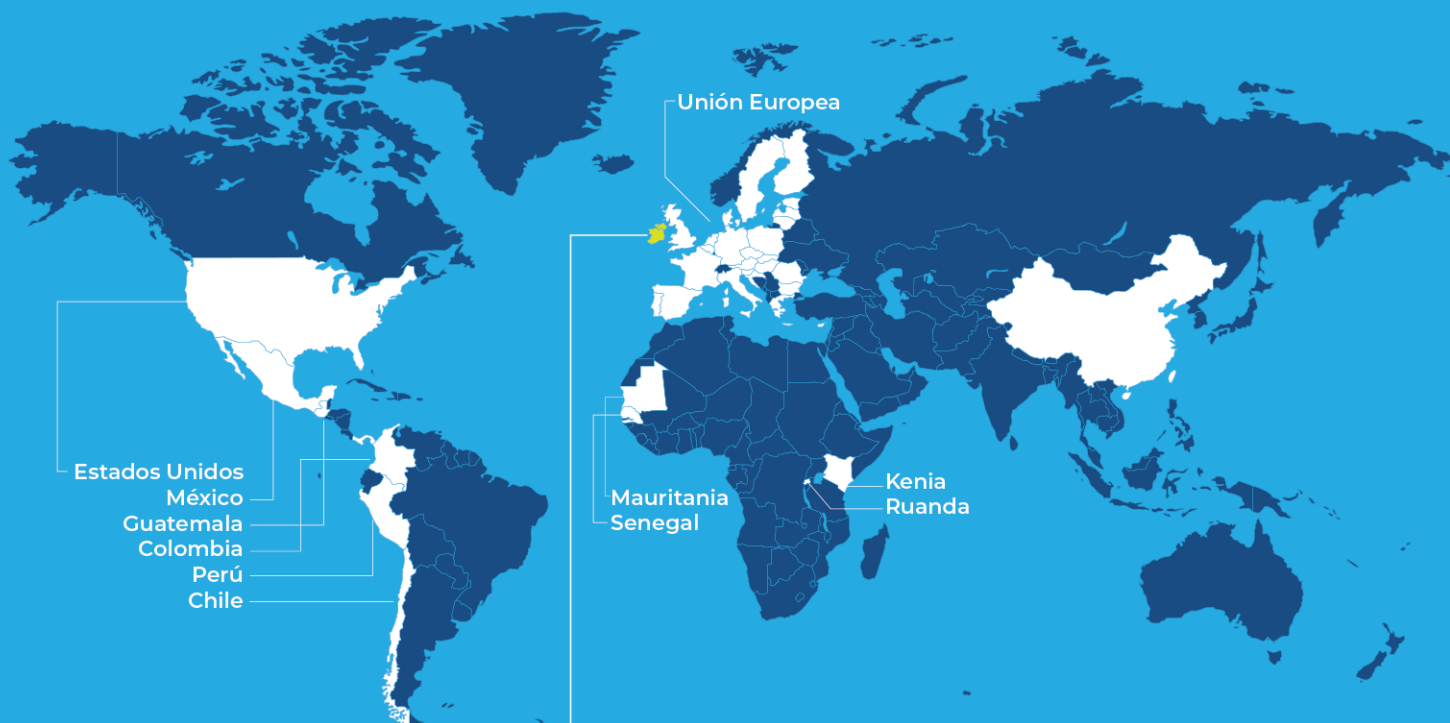 Unión Europea
Estados Unidos
México
Guatemala
Colombia
Perú
Chile
Mauritania
Senegal
Kenia
Ruanda